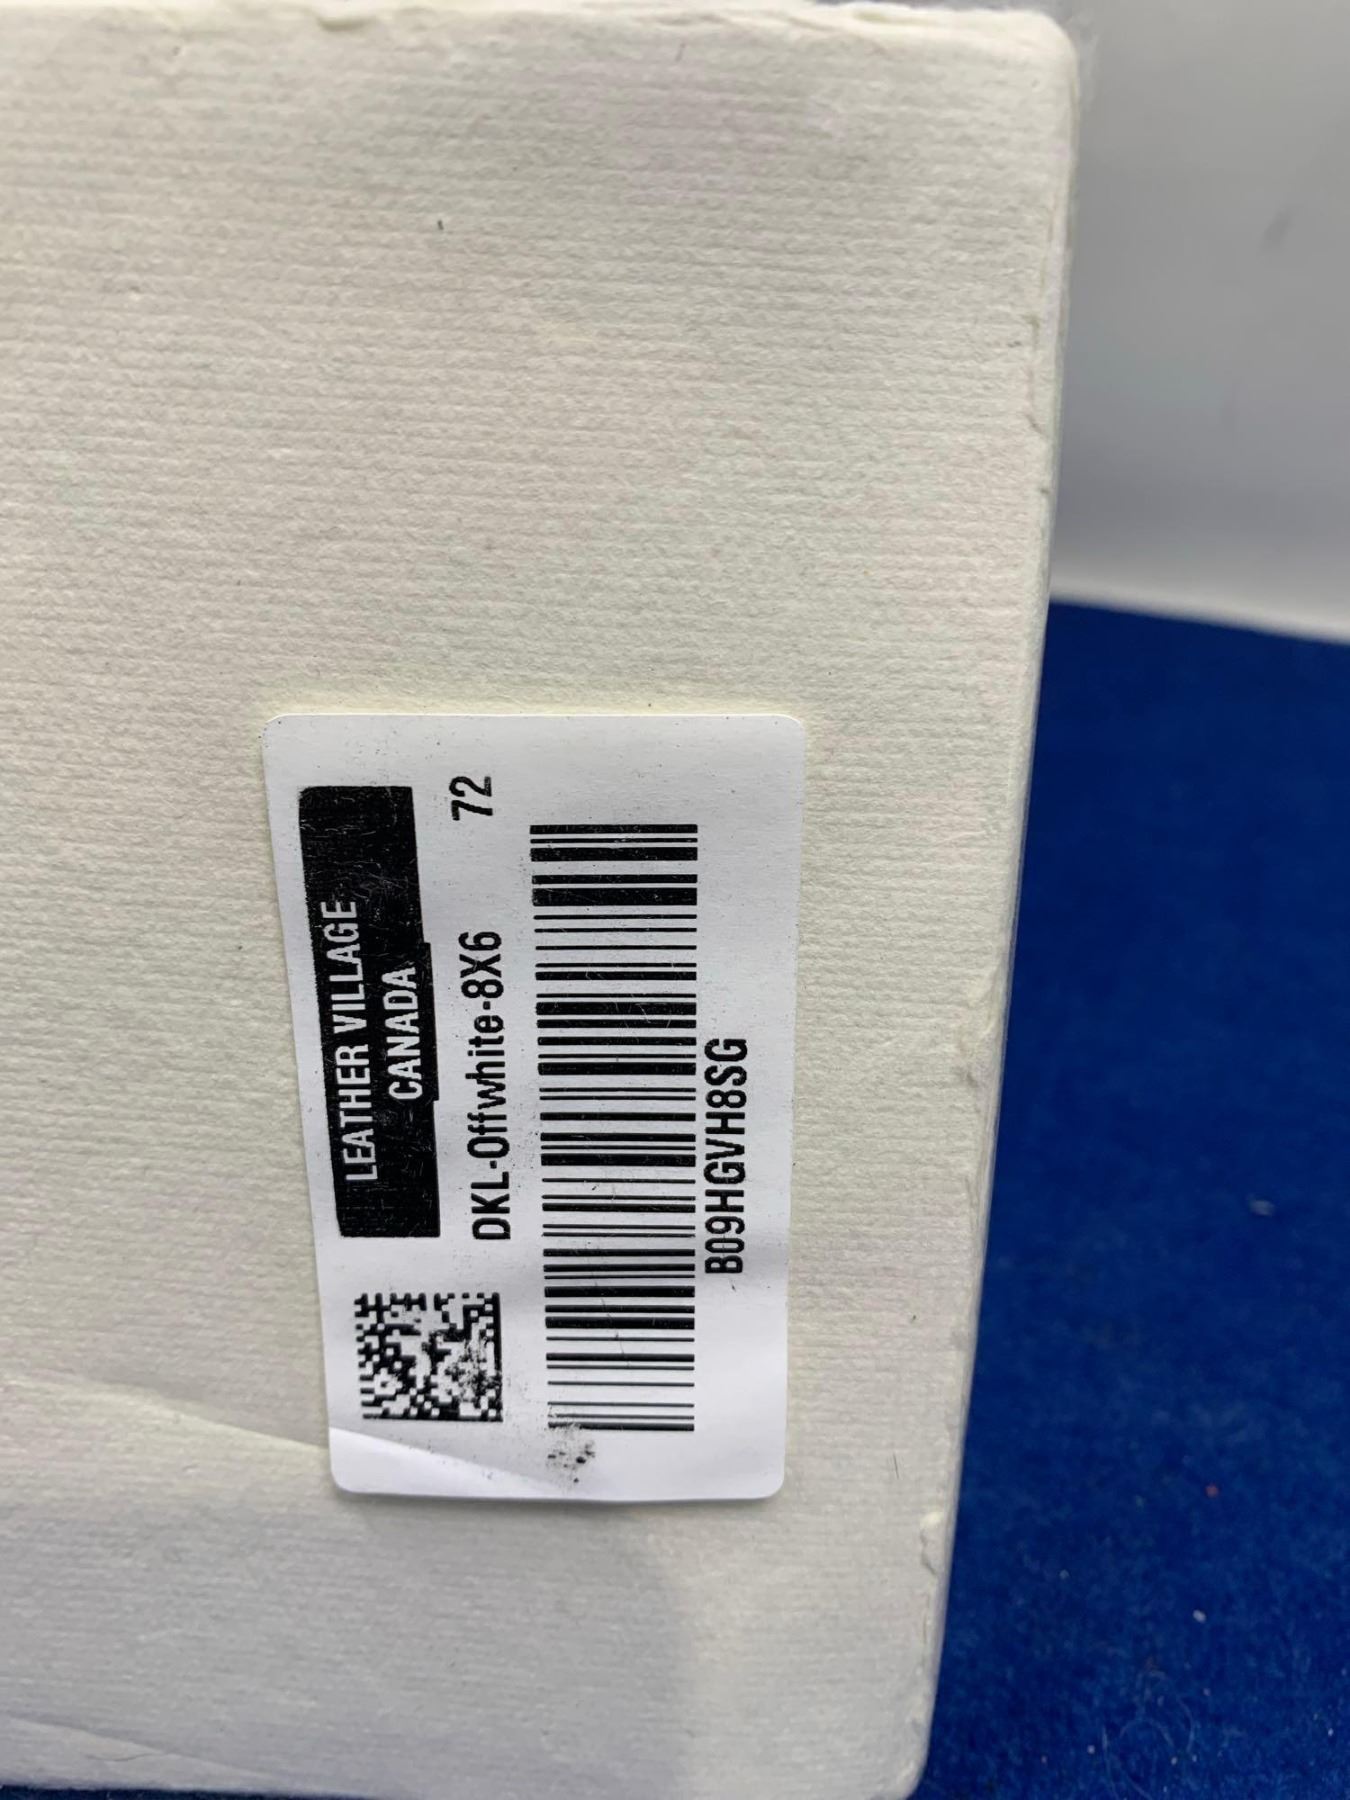 LEATHER VILLAGE
CANADA
DKL-Offwhite-8X6 72
B09HGVH8SG